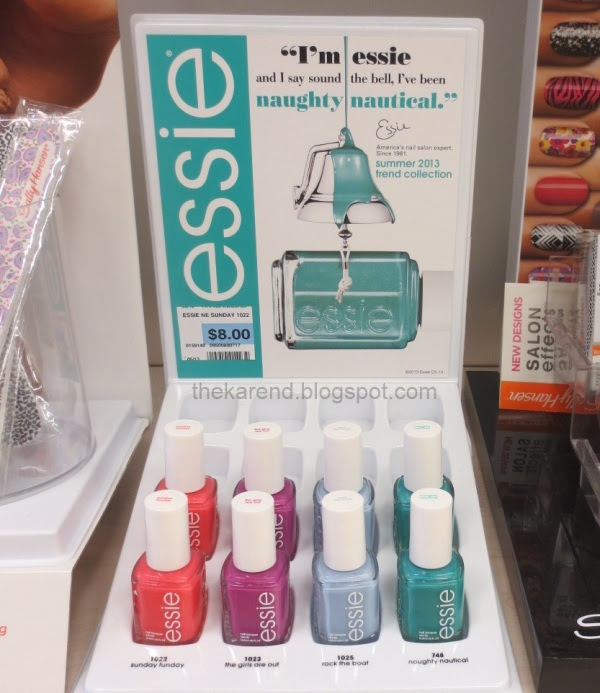 essie
“I'm essie
and I say sound the bell, I've been
naughty nautical.”
Essie
America's nail salon expert.
Since 1981.
summer 2013
trend collection
essie
ESSIE NE SUNDAY 1022
$8.00
thekarend.blogspot.com
essie
essie
essie
essie
1022
sunday funday
1023
the girls are out
1025
rock the boat
748
naughty nautical
Sally Hansen
NEW DESIGNS
SALON
effects
Sally Hansen